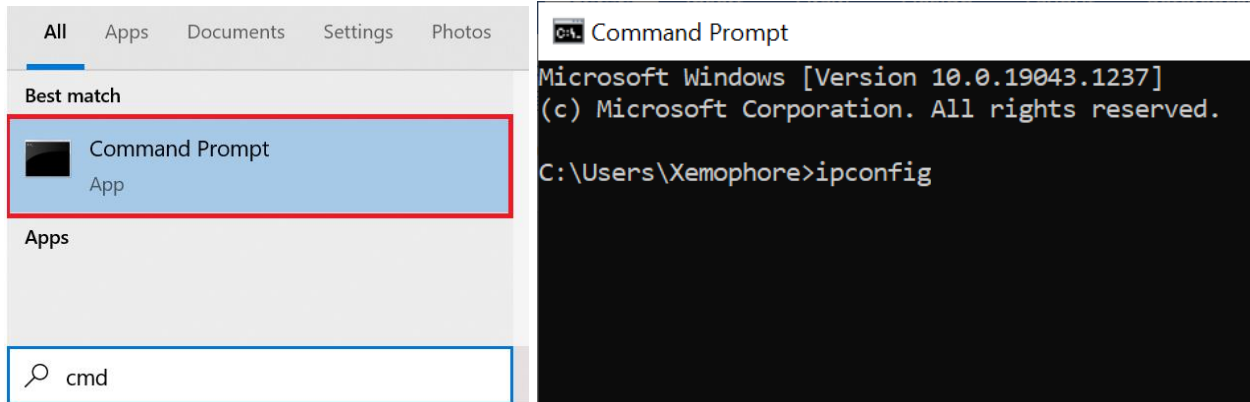 All Apps Documents Settings Photos
Best match
Command Prompt
App
Apps
cmd
Command Prompt
Microsoft Windows [Version 10.0.19043.1237]
(c) Microsoft Corporation. All rights reserved.
C:\Users\Xemophore>ipconfig